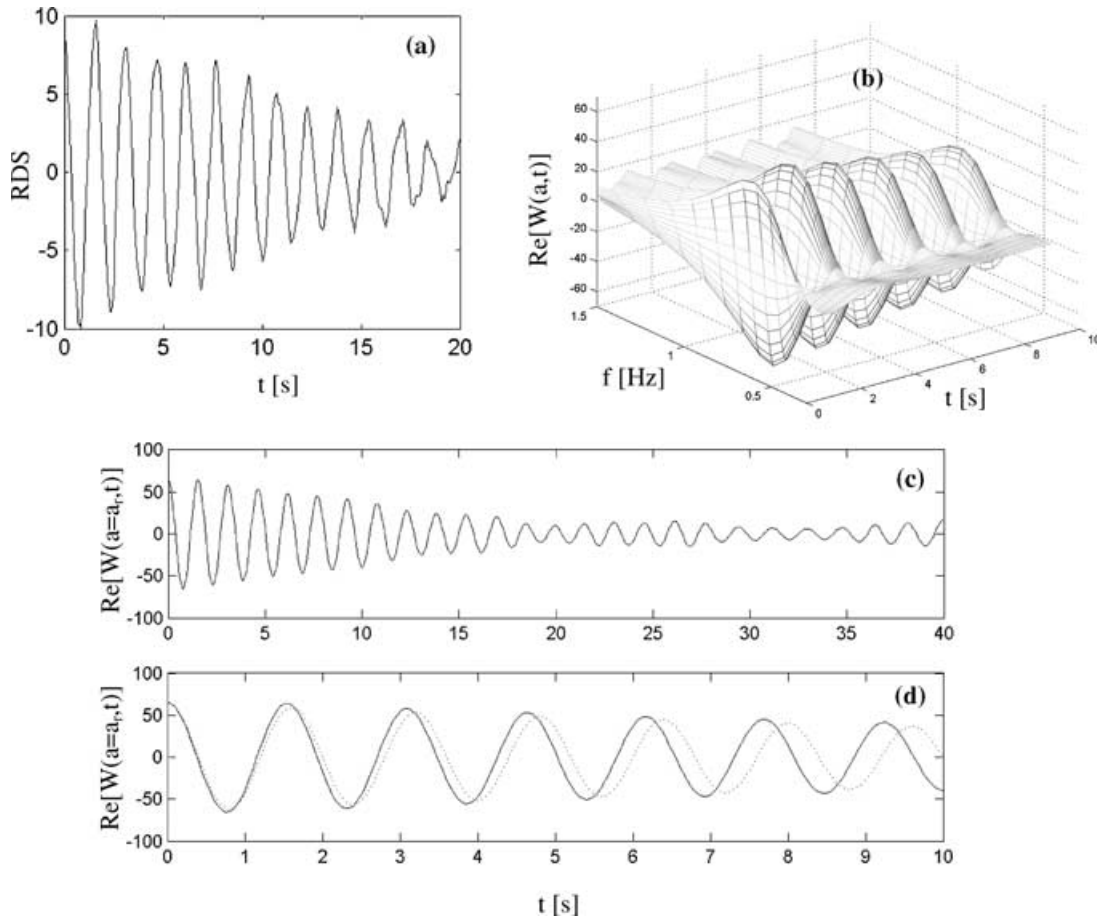 (a)
10
5
0
-5
-10
RDS
0 5 10 15 20
t [s]
(b)
60
40
20
0
-20
-40
-60
Re[W(a,t)]
1.5
1
0.5
f [Hz]
0 2 4 6 8 10
t [s]
(c)
100
50
0
-50
-100
Re[W(a=aᵣ,t)]
0 5 10 15 20 25 30 35 40
(d)
100
50
0
-50
-100
Re[W(a=aᵣ,t)]
0 1 2 3 4 5 6 7 8 9 10
t [s]